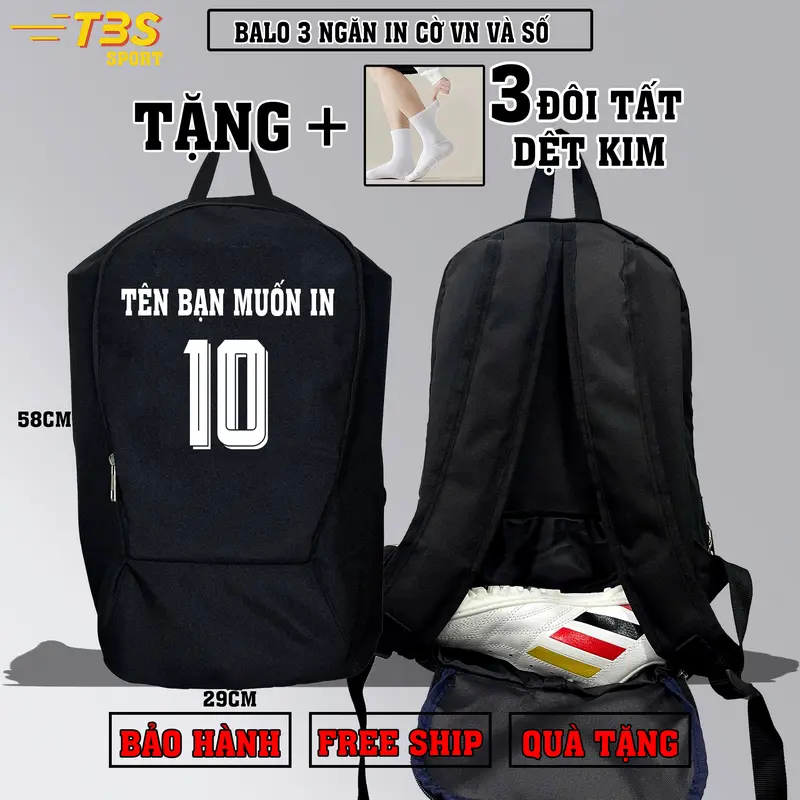 TBS
SPORT
BALO 3 NGĂN IN CỜ VN VÀ SỐ
TẶNG +
3 ĐÔI TẤT
DỆT KIM
TÊN BẠN MUỐN IN
10
58CM
29CM
BẢO HÀNH
FREE SHIP
QUÀ TẶNG